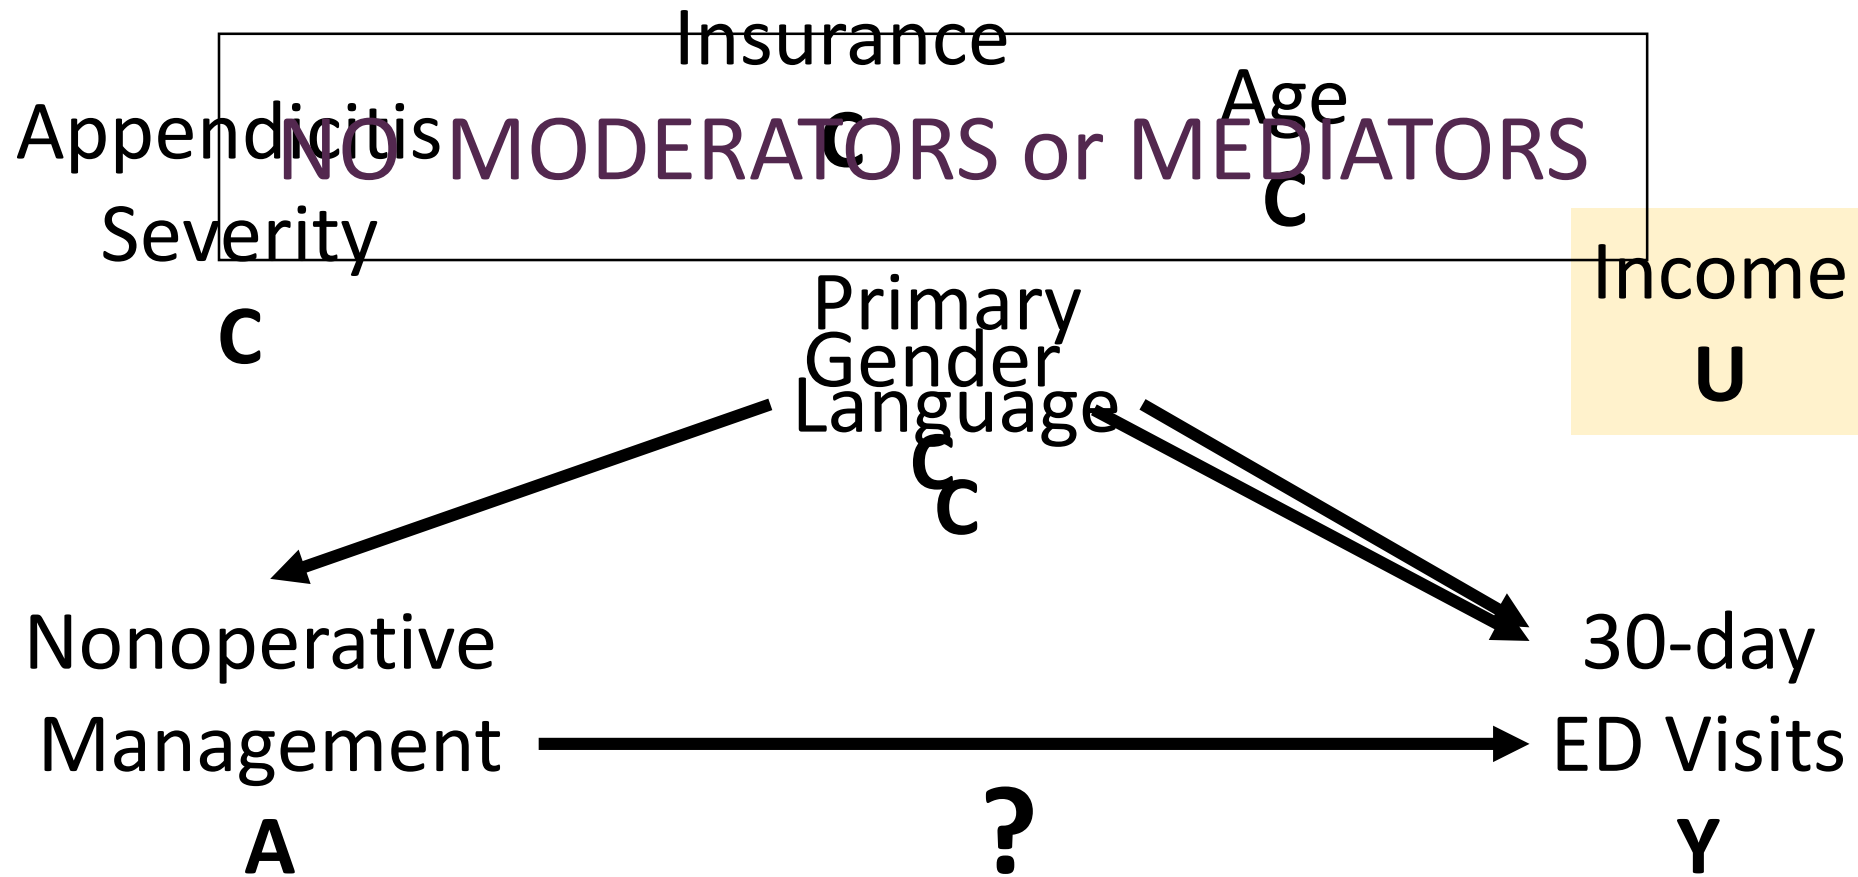 Insurance
C
Age
C
Appendicitis
Severity
C
NO MODERATORS or MEDIATORS
Income
U
Primary
Language
C
Gender
C
Nonoperative
Management
A
?
30-day
ED Visits
Y